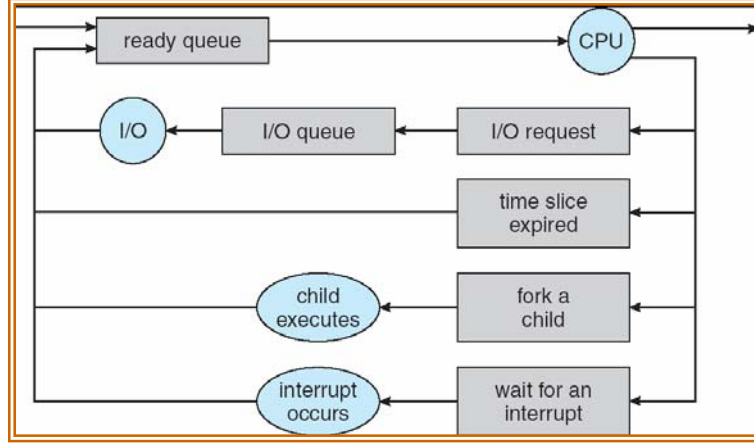 ready queue
CPU
I/O
I/O queue
I/O request
time slice
expired
child
executes
fork a
child
interrupt
occurs
wait for an
interrupt